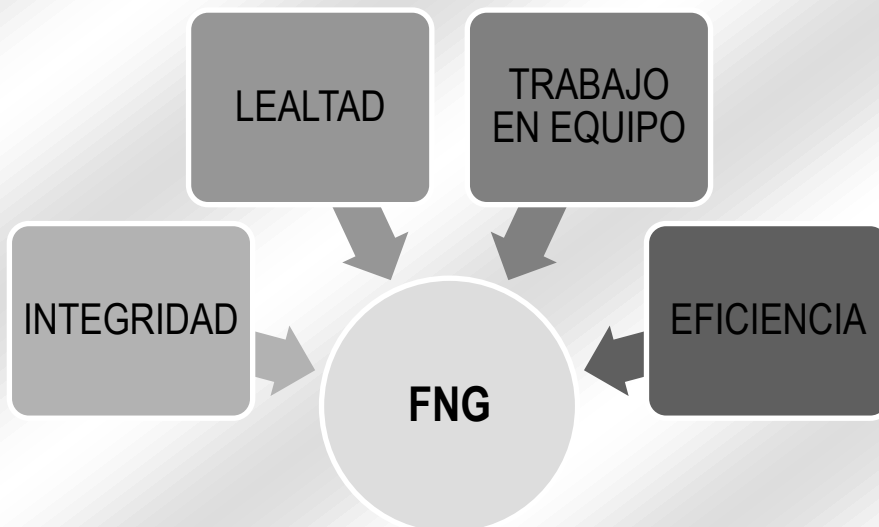 LEALTAD
TRABAJO
EN EQUIPO
INTEGRIDAD
EFICIENCIA
FNG